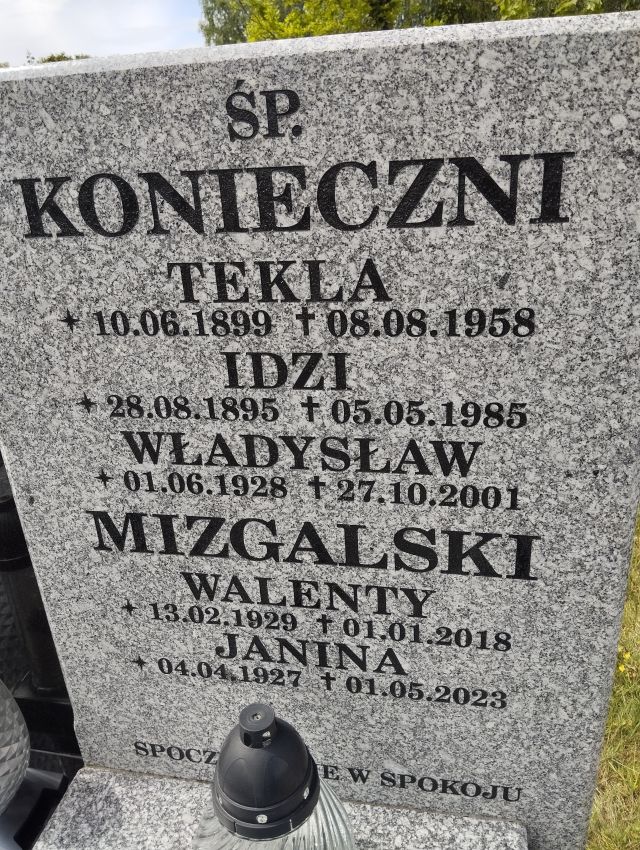 ŚP.
KONIECZNI
TEKLA
✦ 10.06.1899 ✝ 08.08.1958
IDZI
✦ 28.08.1895 ✝ 05.05.1985
WŁADYSŁAW
✦ 01.06.1928 ✝ 27.10.2001
MIZGALSKI
WALENTY
✦ 13.02.1929 ✝ 01.01.2018
JANINA
✦ 04.04.1927 ✝ 01.05.2023
W SPOKOJU